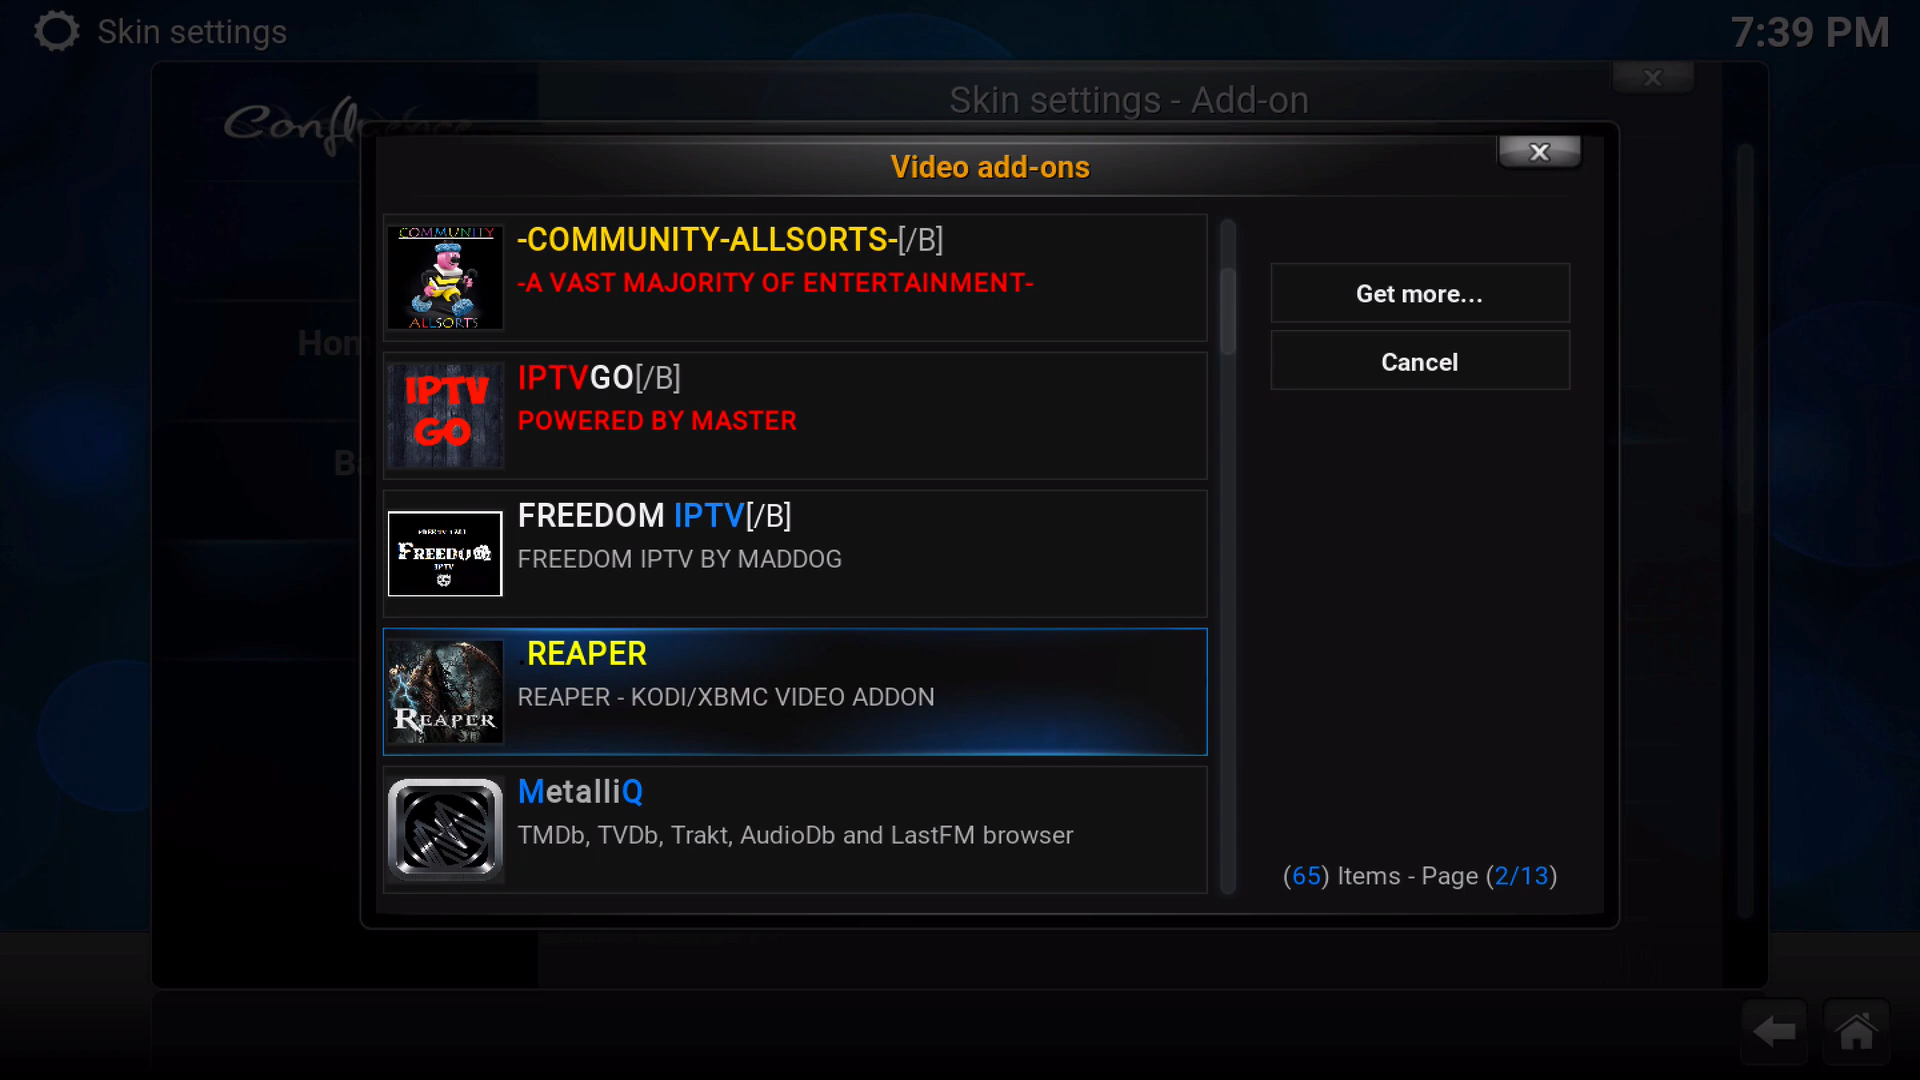 Skin settings
7:39 PM
Skin settings - Add-on
Video add-ons
COMMUNITY
ALLSORTS
-COMMUNITY-ALLSORTS-[/B]
-A VAST MAJORITY OF ENTERTAINMENT-
Get more...
Cancel
IPTV
GO
IPTVGO[/B]
POWERED BY MASTER
FREEDOM
IPTV
FREEDOM IPTV[/B]
FREEDOM IPTV BY MADDOG
REAPER
.REAPER
REAPER - KODI/XBMC VIDEO ADDON
MetalliQ
TMDb, TVDb, Trakt, AudioDb and LastFM browser
(65) Items - Page (2/13)